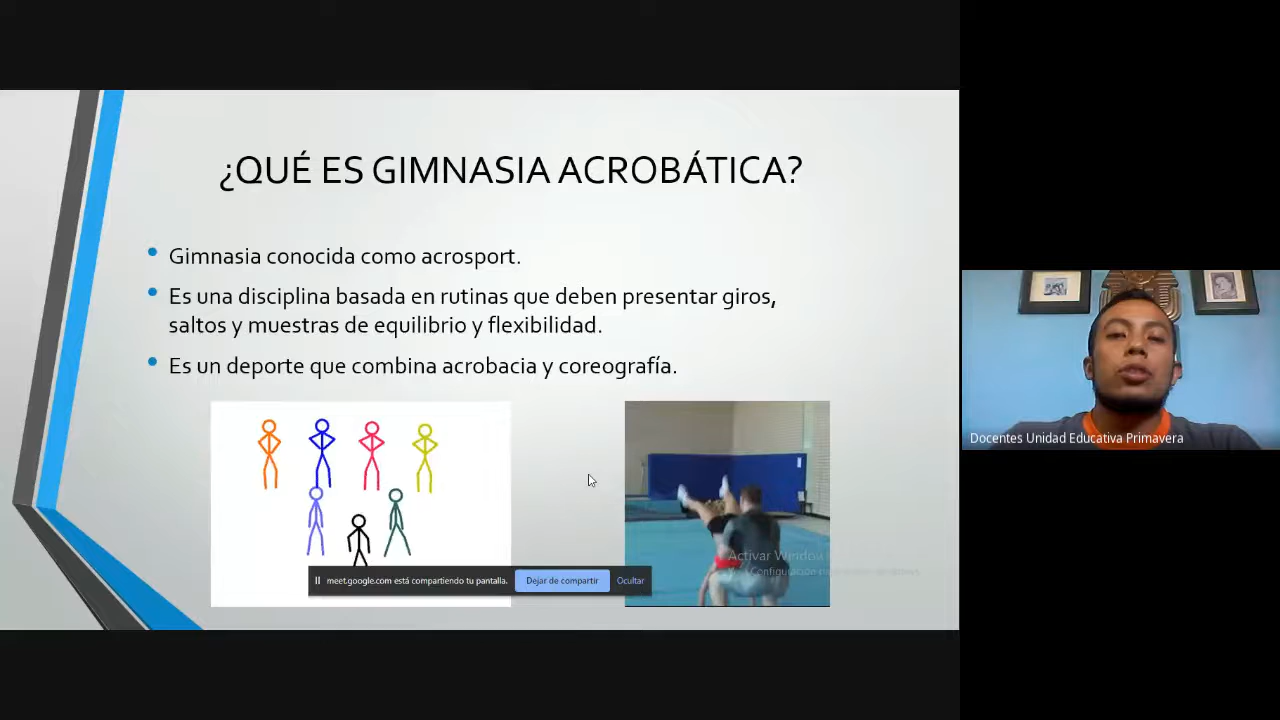 ¿QUÉ ES GIMNASIA ACROBÁTICA?
Gimnasia conocida como acrosport.
Es una disciplina basada en rutinas que deben presentar giros,
saltos y muestras de equilibrio y flexibilidad.
Es un deporte que combina acrobacia y coreografía.
Docentes Unidad Educativa Primavera
Activar Window
meet.google.com está compartiendo tu pantalla.
Dejar de compartir
Ocultar